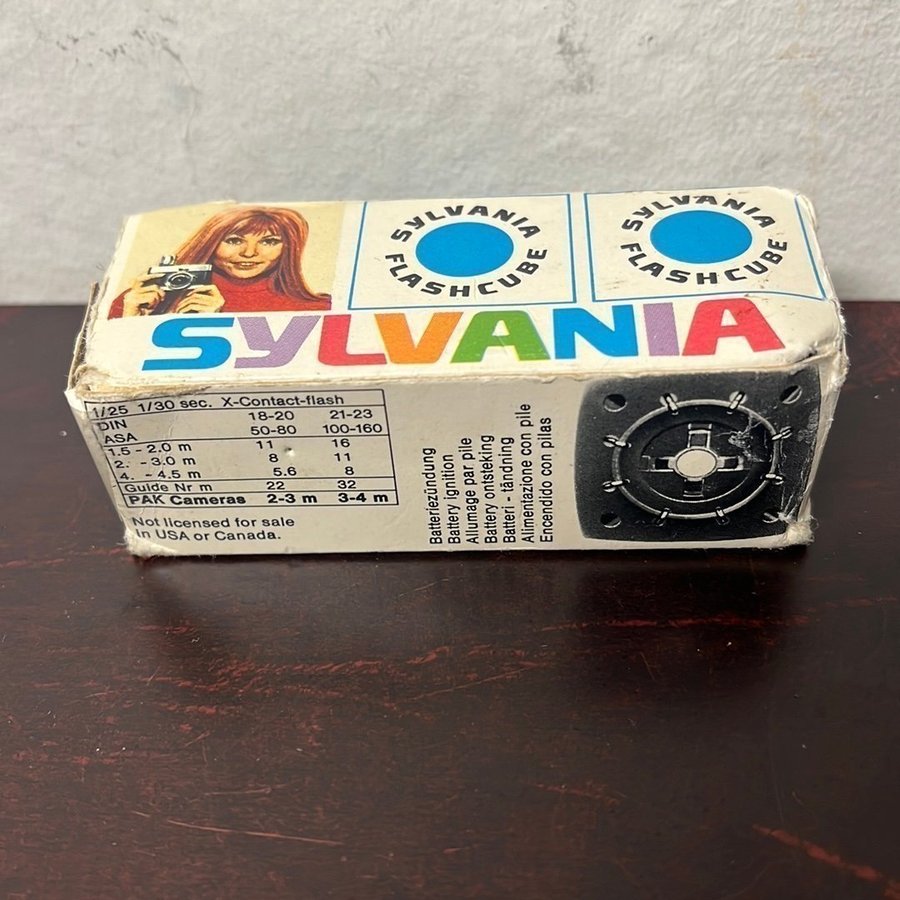 SYLVANIA
FLASHCUBE
SYLVANIA
FLASHCUBE
SYLVANIA
1/25 1/30 sec. X-Contact-flash
DIN 18-20 21-23
ASA 50-80 100-160
1.5 - 2.0 m 11 16
2. - 3.0 m 8 11
4. - 4.5 m 5.6 8
Guide Nr m 22 32
PAK Cameras 2-3 m 3-4 m
Not licensed for sale
in USA or Canada.
Batteriezündung
Battery ignition
Allumage par pile
Battery ontsteking
Batteri - tändning
Alimentazione con pile
Encendido con pilas